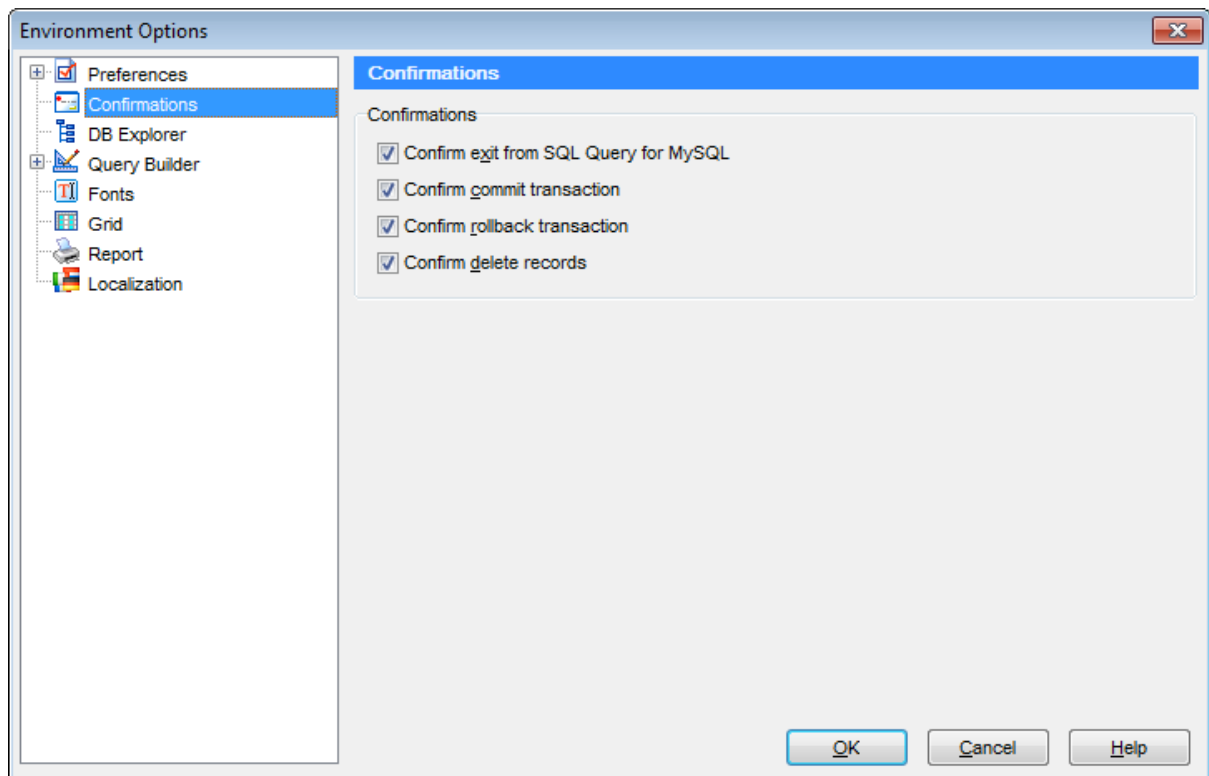 Environment Options
Preferences
Confirmations
DB Explorer
Query Builder
Fonts
Grid
Report
Localization
Confirmations
Confirmations
Confirm exit from SQL Query for MySQL
Confirm commit transaction
Confirm rollback transaction
Confirm delete records
OK
Cancel
Help